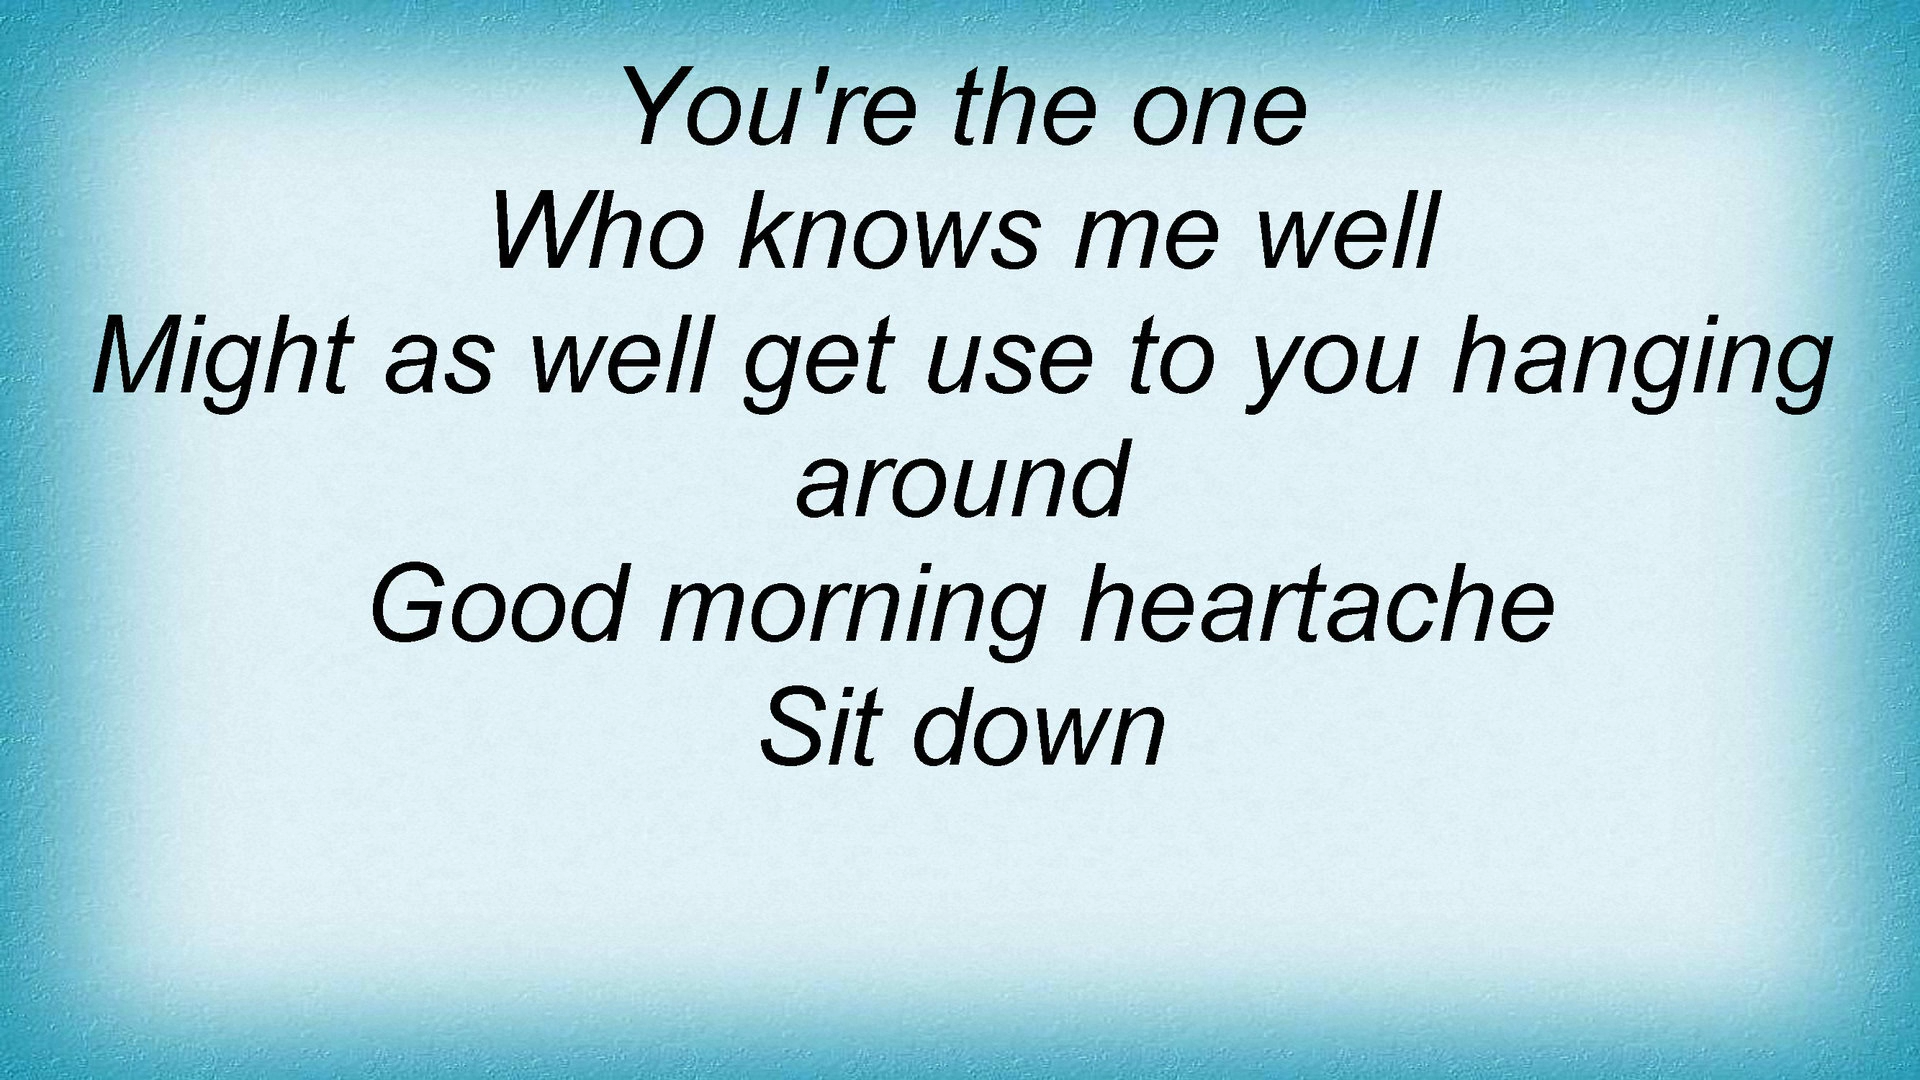 You're the one
Who knows me well
Might as well get use to you hanging
around
Good morning heartache
Sit down